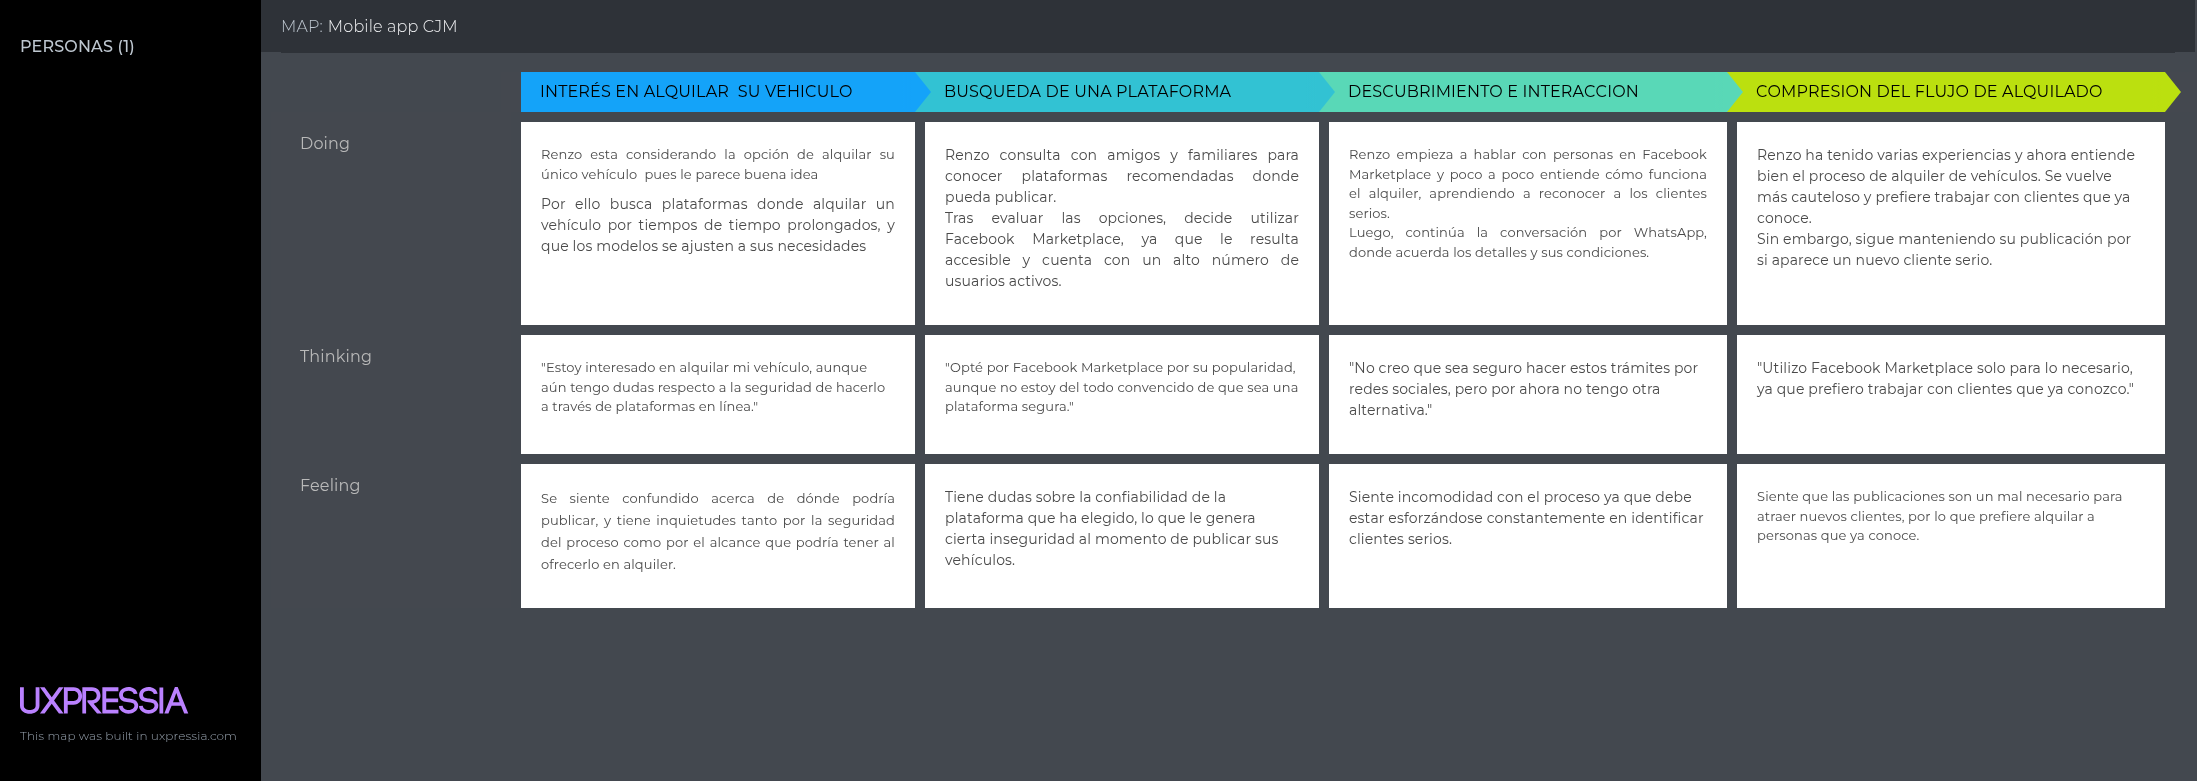 PERSONAS (1)
MAP: Mobile app CJM
INTERÉS EN ALQUILAR  SU VEHICULO
BUSQUEDA DE UNA PLATAFORMA
DESCUBRIMIENTO E INTERACCION
COMPRESION DEL FLUJO DE ALQUILADO
Doing
Renzo esta considerando la opción de alquilar su
único vehículo  pues le parece buena idea
Por ello busca plataformas donde alquilar un
vehículo por tiempos de tiempo prolongados, y
que los modelos se ajusten a sus necesidades
Renzo consulta con amigos y familiares para
conocer plataformas recomendadas donde
pueda publicar.
Tras evaluar las opciones, decide utilizar
Facebook Marketplace, ya que le resulta
accesible y cuenta con un alto número de
usuarios activos.
Renzo empieza a hablar con personas en Facebook
Marketplace y poco a poco entiende cómo funciona
el alquiler, aprendiendo a reconocer a los clientes
serios.
Luego, continúa la conversación por WhatsApp,
donde acuerda los detalles y sus condiciones.
Renzo ha tenido varias experiencias y ahora entiende
bien el proceso de alquiler de vehículos. Se vuelve
más cauteloso y prefiere trabajar con clientes que ya
conoce.
Sin embargo, sigue manteniendo su publicación por
si aparece un nuevo cliente serio.
Thinking
"Estoy interesado en alquilar mi vehículo, aunque
aún tengo dudas respecto a la seguridad de hacerlo
a través de plataformas en línea."
"Opté por Facebook Marketplace por su popularidad,
aunque no estoy del todo convencido de que sea una
plataforma segura."
"No creo que sea seguro hacer estos trámites por
redes sociales, pero por ahora no tengo otra
alternativa."
"Utilizo Facebook Marketplace solo para lo necesario,
ya que prefiero trabajar con clientes que ya conozco."
Feeling
Se siente confundido acerca de dónde podría
publicar, y tiene inquietudes tanto por la seguridad
del proceso como por el alcance que podría tener al
ofrecerlo en alquiler.
Tiene dudas sobre la confiabilidad de la
plataforma que ha elegido, lo que le genera
cierta inseguridad al momento de publicar sus
vehículos.
Siente incomodidad con el proceso ya que debe
estar esforzándose constantemente en identificar
clientes serios.
Siente que las publicaciones son un mal necesario para
atraer nuevos clientes, por lo que prefiere alquilar a
personas que ya conoce.
UXPRESSIA
This map was built in uxpressia.com